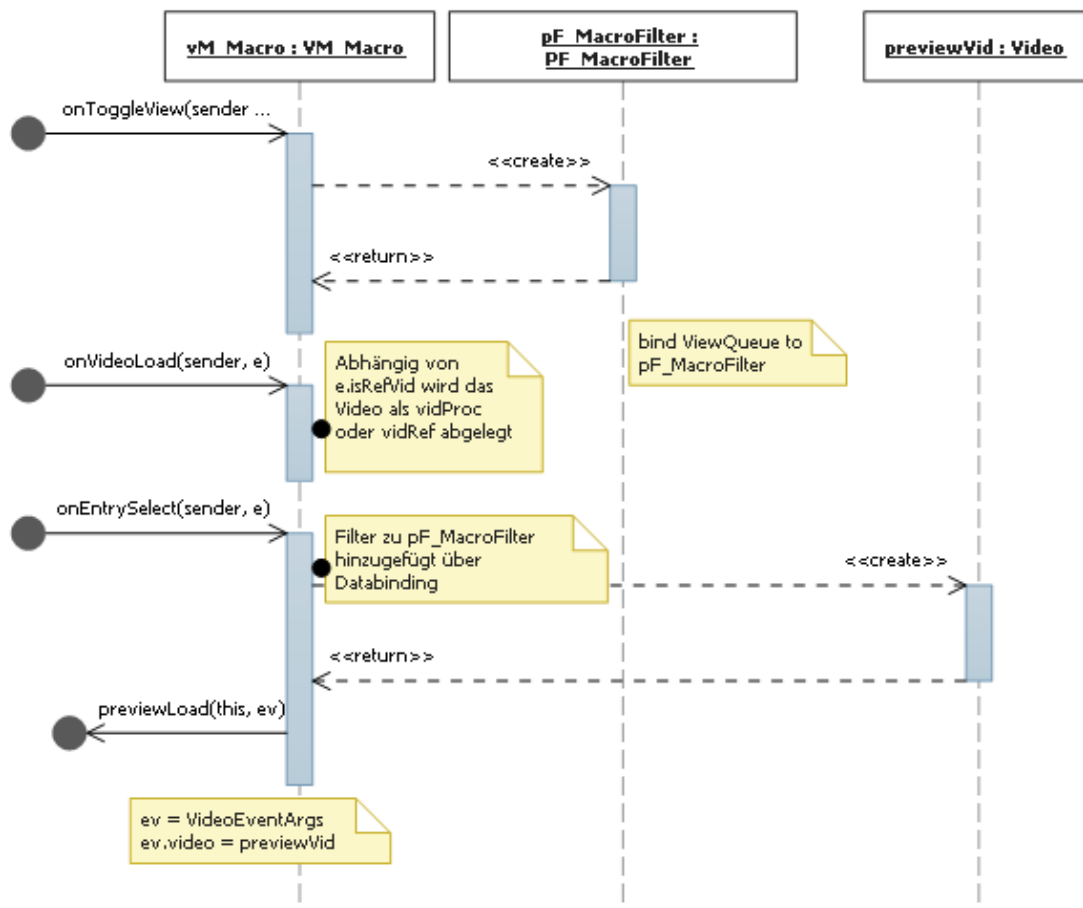 vM_Macro : VM_Macro
pF_MacroFilter :
PF_MacroFilter
previewVid : Video
onToggleView(sender ...
<<create>>
<<return>>
bind ViewQueue to
pF_MacroFilter
onVideoLoad(sender, e)
Abhängig von
e.isRefVid wird das
Video als vidProc
oder vidRef abgelegt
onEntrySelect(sender, e)
Filter zu pF_MacroFilter
hinzugefügt über
Databinding
<<create>>
<<return>>
previewLoad(this, ev)
ev = VideoEventArgs
ev.video = previewVid